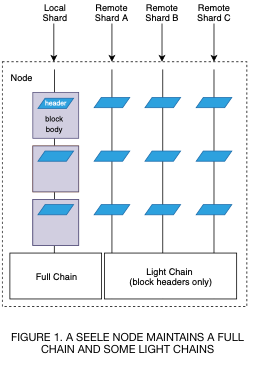 Local Shard
Remote Shard A
Remote Shard B
Remote Shard C
Node
header
block
body
Full Chain
Light Chain
(block headers only)
FIGURE 1. A SEELE NODE MAINTAINS A FULL
CHAIN AND SOME LIGHT CHAINS